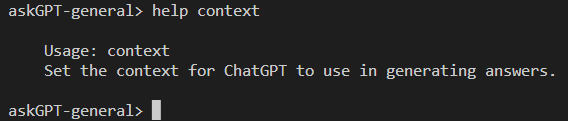 askGPT-general> help context
Usage: context
Set the context for ChatGPT to use in generating answers.
askGPT-general>